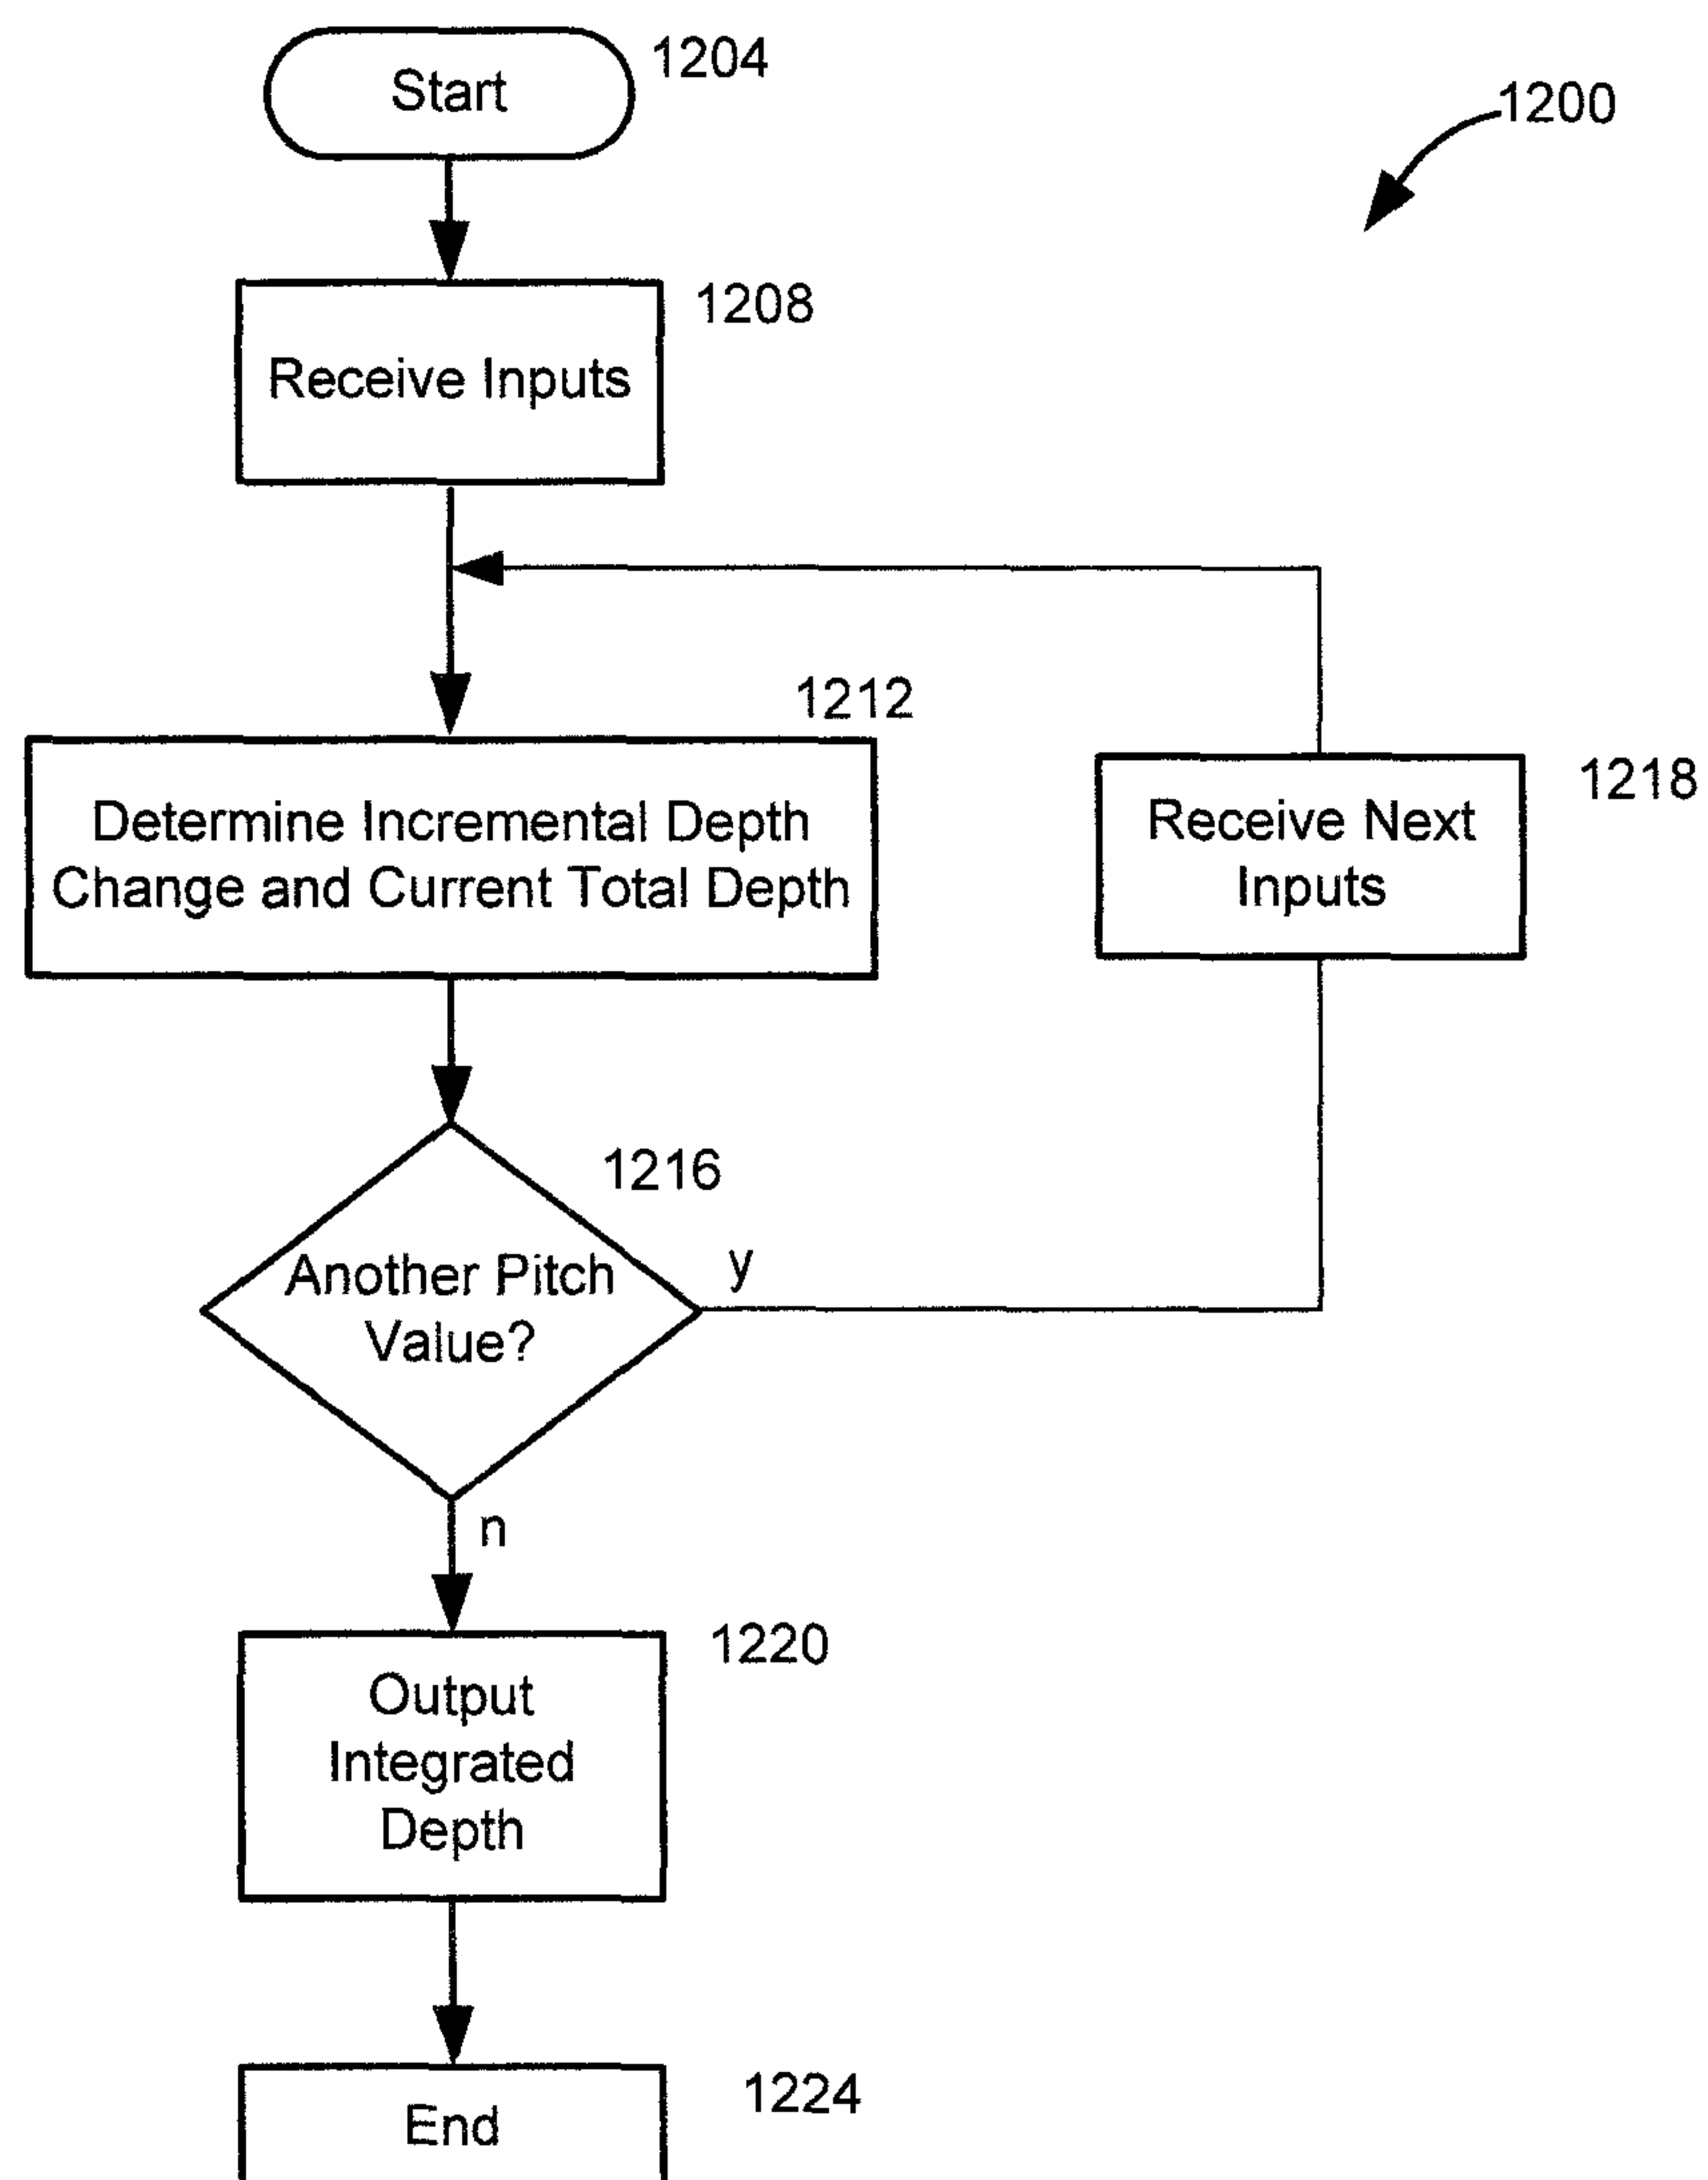 Start
1204
1200
1208
Receive Inputs
1212
Determine Incremental Depth
Change and Current Total Depth
1218
Receive Next
Inputs
1216
Another Pitch
Value?
y
n
1220
Output
Integrated
Depth
1224
End